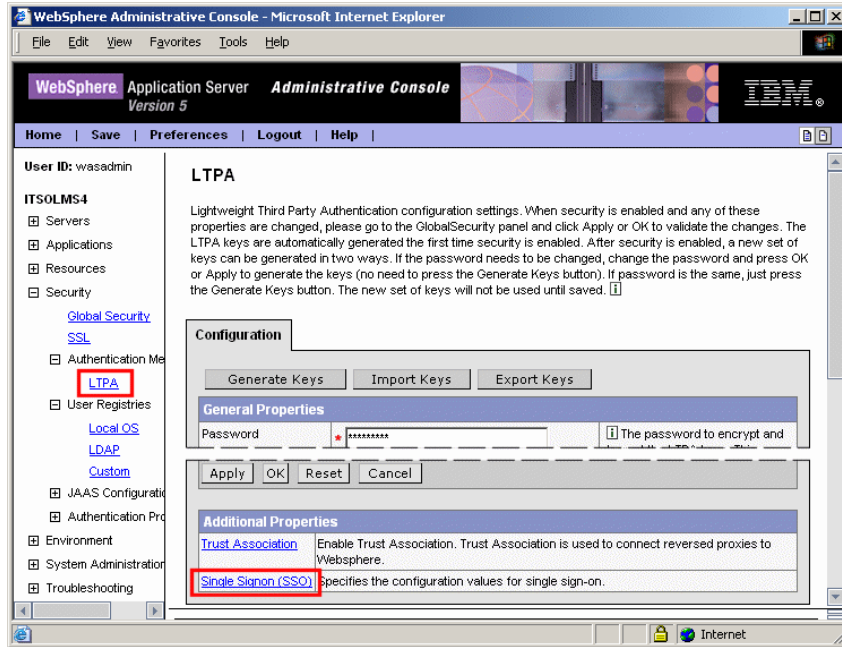 WebSphere Administrative Console - Microsoft Internet Explorer
File Edit View Favorites Tools Help
WebSphere Application Server Administrative Console
Version 5
IBM
Home | Save | Preferences | Logout | Help |
User ID: wasadmin
ITSOLMS4
Servers
Applications
Resources
Security
Global Security
SSL
Authentication Me
LTPA
User Registries
Local OS
LDAP
Custom
JAAS Configuratio
Authentication Pro
Environment
System Administration
Troubleshooting
LTPA
Lightweight Third Party Authentication configuration settings. When security is enabled and any of these
properties are changed, please go to the GlobalSecurity panel and click Apply or OK to validate the changes. The
LTPA keys are automatically generated the first time security is enabled. After security is enabled, a new set of
keys can be generated in two ways. If the password needs to be changed, change the password and press OK
or Apply to generate the keys (no need to press the Generate Keys button). If password is the same, just press
the Generate Keys button. The new set of keys will not be used until saved. i
Configuration
Generate Keys Import Keys Export Keys
General Properties
Password * ********* i The password to encrypt and
Apply OK Reset Cancel
Additional Properties
Trust Association Enable Trust Association. Trust Association is used to connect reversed proxies to
Websphere.
Single Signon (SSO) Specifies the configuration values for single sign-on.
Internet